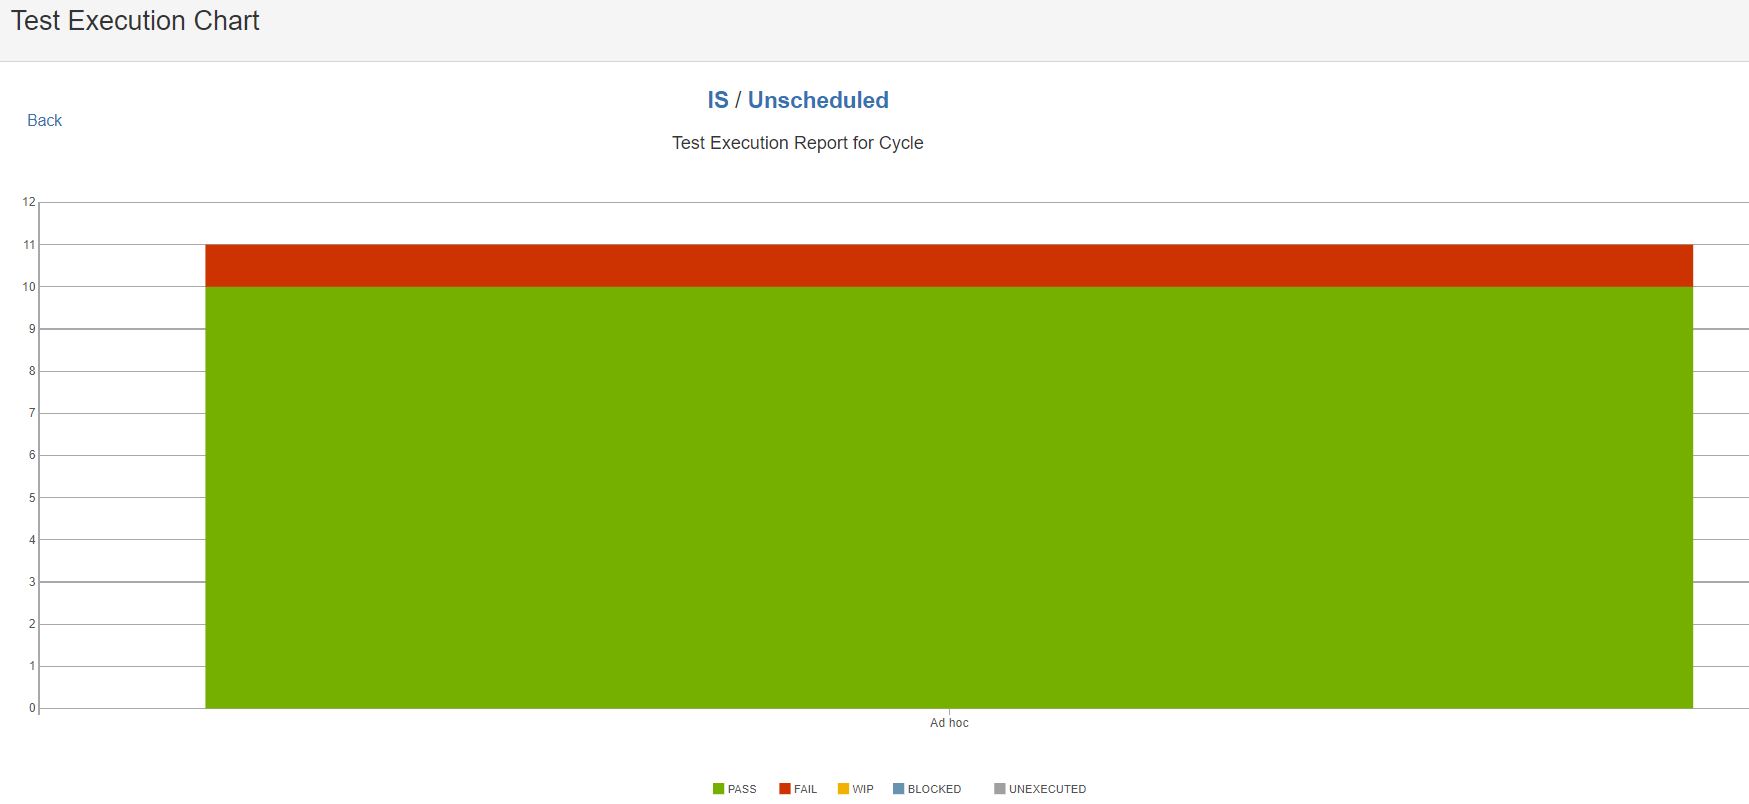 Test Execution Chart
IS / Unscheduled
Back
Test Execution Report for Cycle
12
11
10
9
8
7
6
5
4
3
2
1
0
Ad hoc
PASS FAIL WIP BLOCKED UNEXECUTED